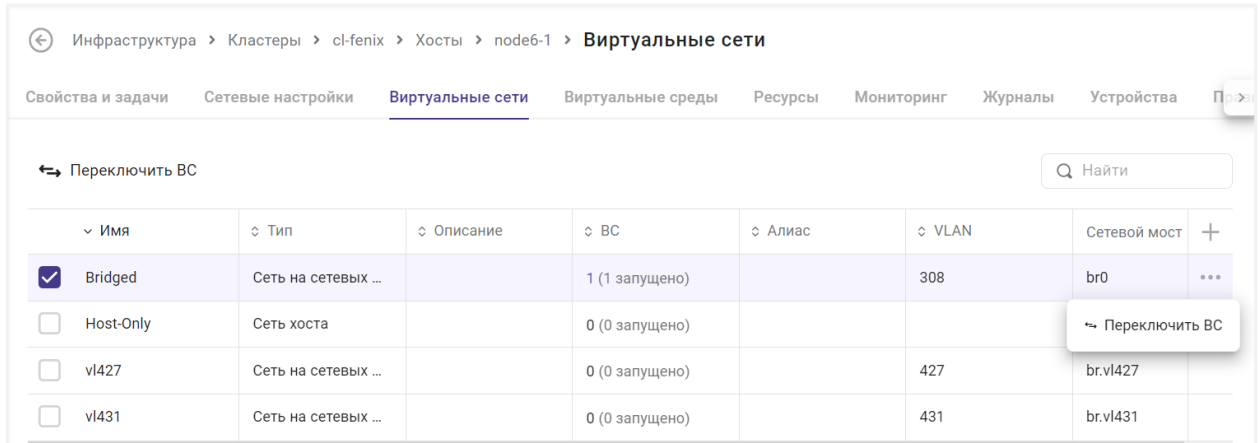 Инфраструктура > Кластеры > cl-fenix > Хосты > node6-1 > Виртуальные сети
Свойства и задачи Сетевые настройки Виртуальные сети Виртуальные среды Ресурсы Мониторинг Журналы Устройства
Переключить ВС Найти
Имя Тип Описание ВС Алиас VLAN Сетевой мост
Bridged Сеть на сетевых ... 1 (1 запущено) 308 br0
Host-Only Сеть хоста 0 (0 запущено) Переключить ВС
vl427 Сеть на сетевых ... 0 (0 запущено) 427 br.vl427
vl431 Сеть на сетевых ... 0 (0 запущено) 431 br.vl431